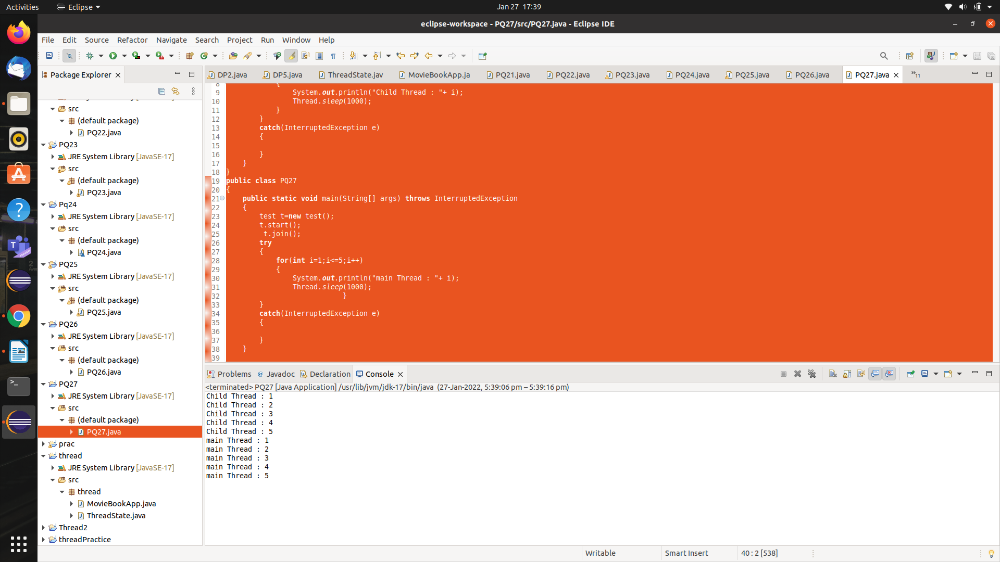 Activities Eclipse Jan 27 17:39
eclipse-workspace - PQ27/src/PQ27.java - Eclipse IDE
File Edit Source Refactor Navigate Search Project Run Window Help
Package Explorer
src
(default package)
PQ22.java
PQ23
JRE System Library [JavaSE-17]
src
(default package)
PQ23.java
Pq24
JRE System Library [JavaSE-17]
src
(default package)
PQ24.java
PQ25
JRE System Library [JavaSE-17]
src
(default package)
PQ25.java
PQ26
JRE System Library [JavaSE-17]
src
(default package)
PQ26.java
PQ27
JRE System Library [JavaSE-17]
src
(default package)
PQ27.java
prac
thread
JRE System Library [JavaSE-17]
src
thread
MovieBookApp.java
ThreadState.java
Thread2
threadPractice
DP2.java DP5.java ThreadState.jav MovieBookApp.ja PQ21.java PQ22.java PQ23.java PQ24.java PQ25.java PQ26.java PQ27.java »11
8 {
9 System.out.println("Child Thread : "+ i);
10 Thread.sleep(1000);
11 }
12 }
13 catch(InterruptedException e)
14 {
15
16 }
17 }
18 }
19 public class PQ27
20 {
21 public static void main(String[] args) throws InterruptedException
22 {
23 test t=new test();
24 t.start();
25 t.join();
26 try
27 {
28 for(int i=1;i<=5;i++)
29 {
30 System.out.println("main Thread : "+ i);
31 Thread.sleep(1000);
32 }
33 }
34 catch(InterruptedException e)
35 {
36
37 }
38 }
39
Problems Javadoc Declaration Console
<terminated> PQ27 [Java Application] /usr/lib/jvm/jdk-17/bin/java (27-Jan-2022, 5:39:06 pm – 5:39:16 pm)
Child Thread : 1
Child Thread : 2
Child Thread : 3
Child Thread : 4
Child Thread : 5
main Thread : 1
main Thread : 2
main Thread : 3
main Thread : 4
main Thread : 5
Writable Smart Insert 40 : 2 [538]